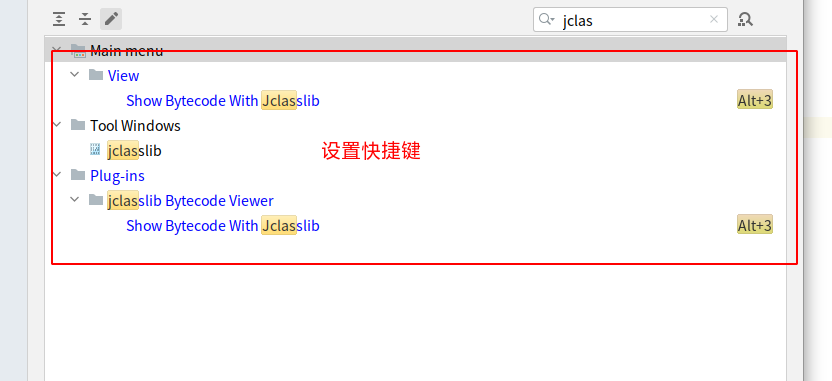 jclas
Main menu
View
Show Bytecode With Jclasslib Alt+3
Tool Windows
jclasslib
设置快捷键
Plug-ins
jclasslib Bytecode Viewer
Show Bytecode With Jclasslib Alt+3